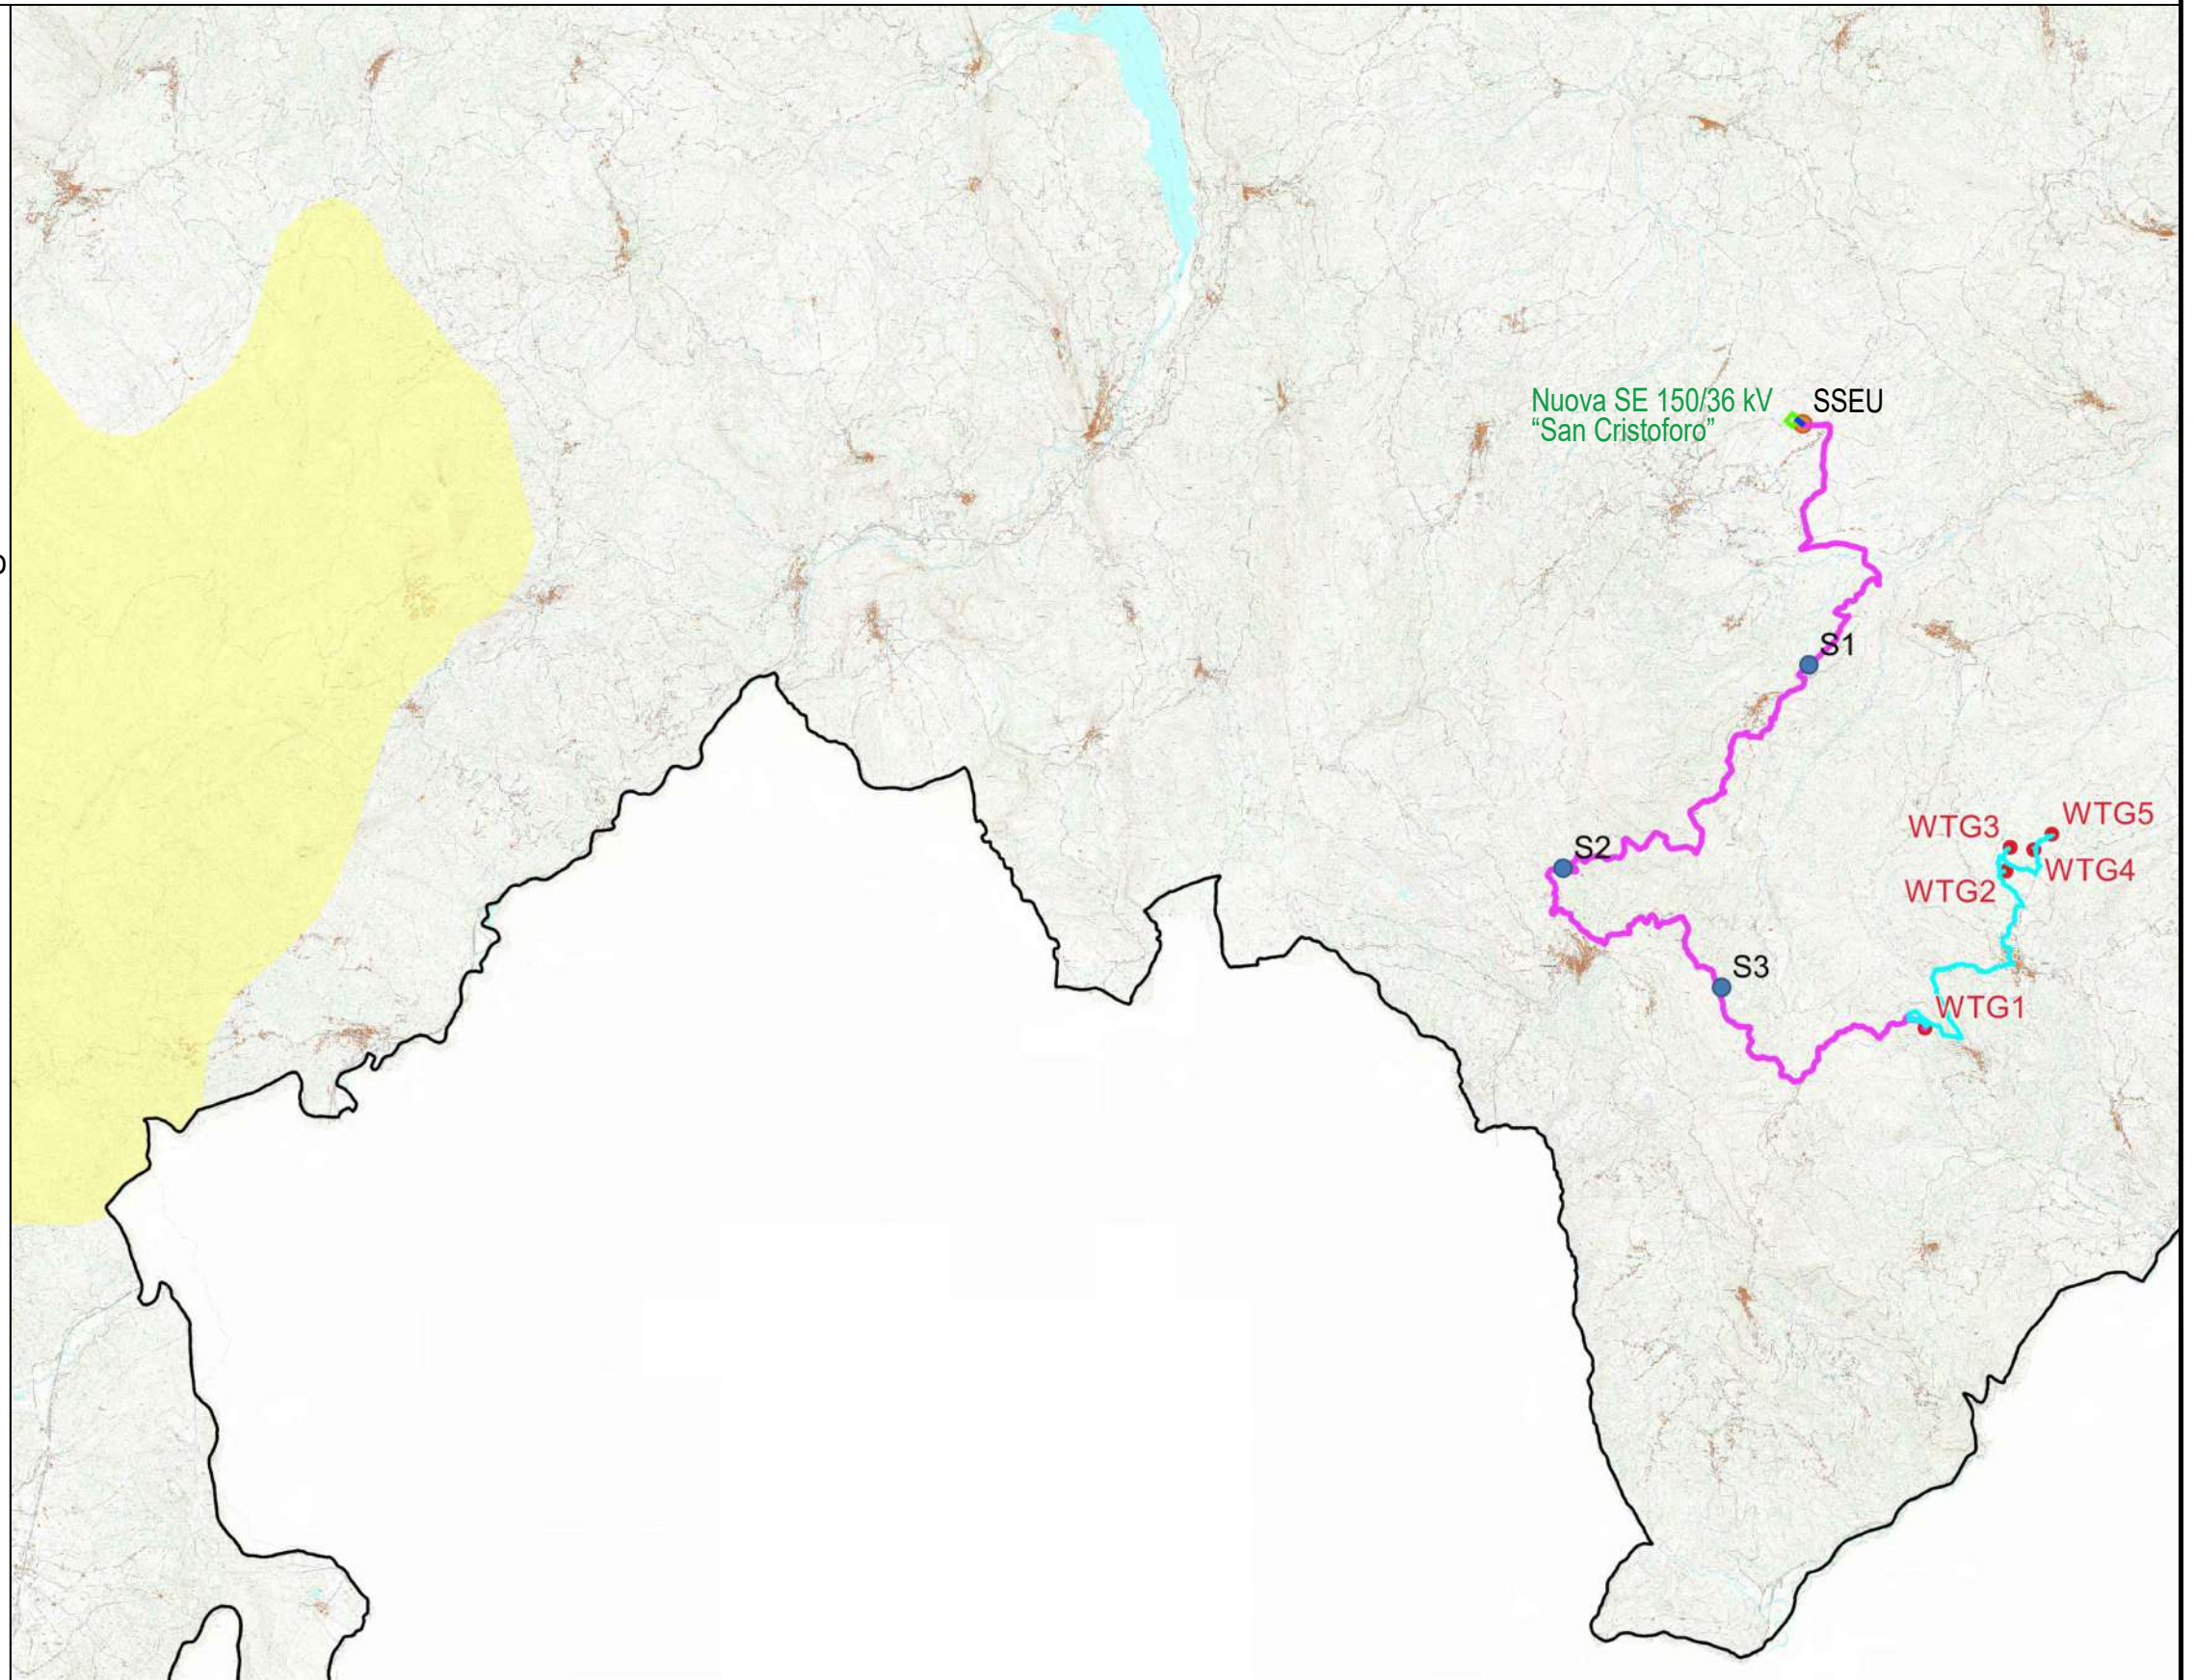 Nuova SE 150/36 kV
“San Cristoforo”
SSEU
S1
WTG3
WTG5
S2
WTG4
WTG2
S3
WTG1